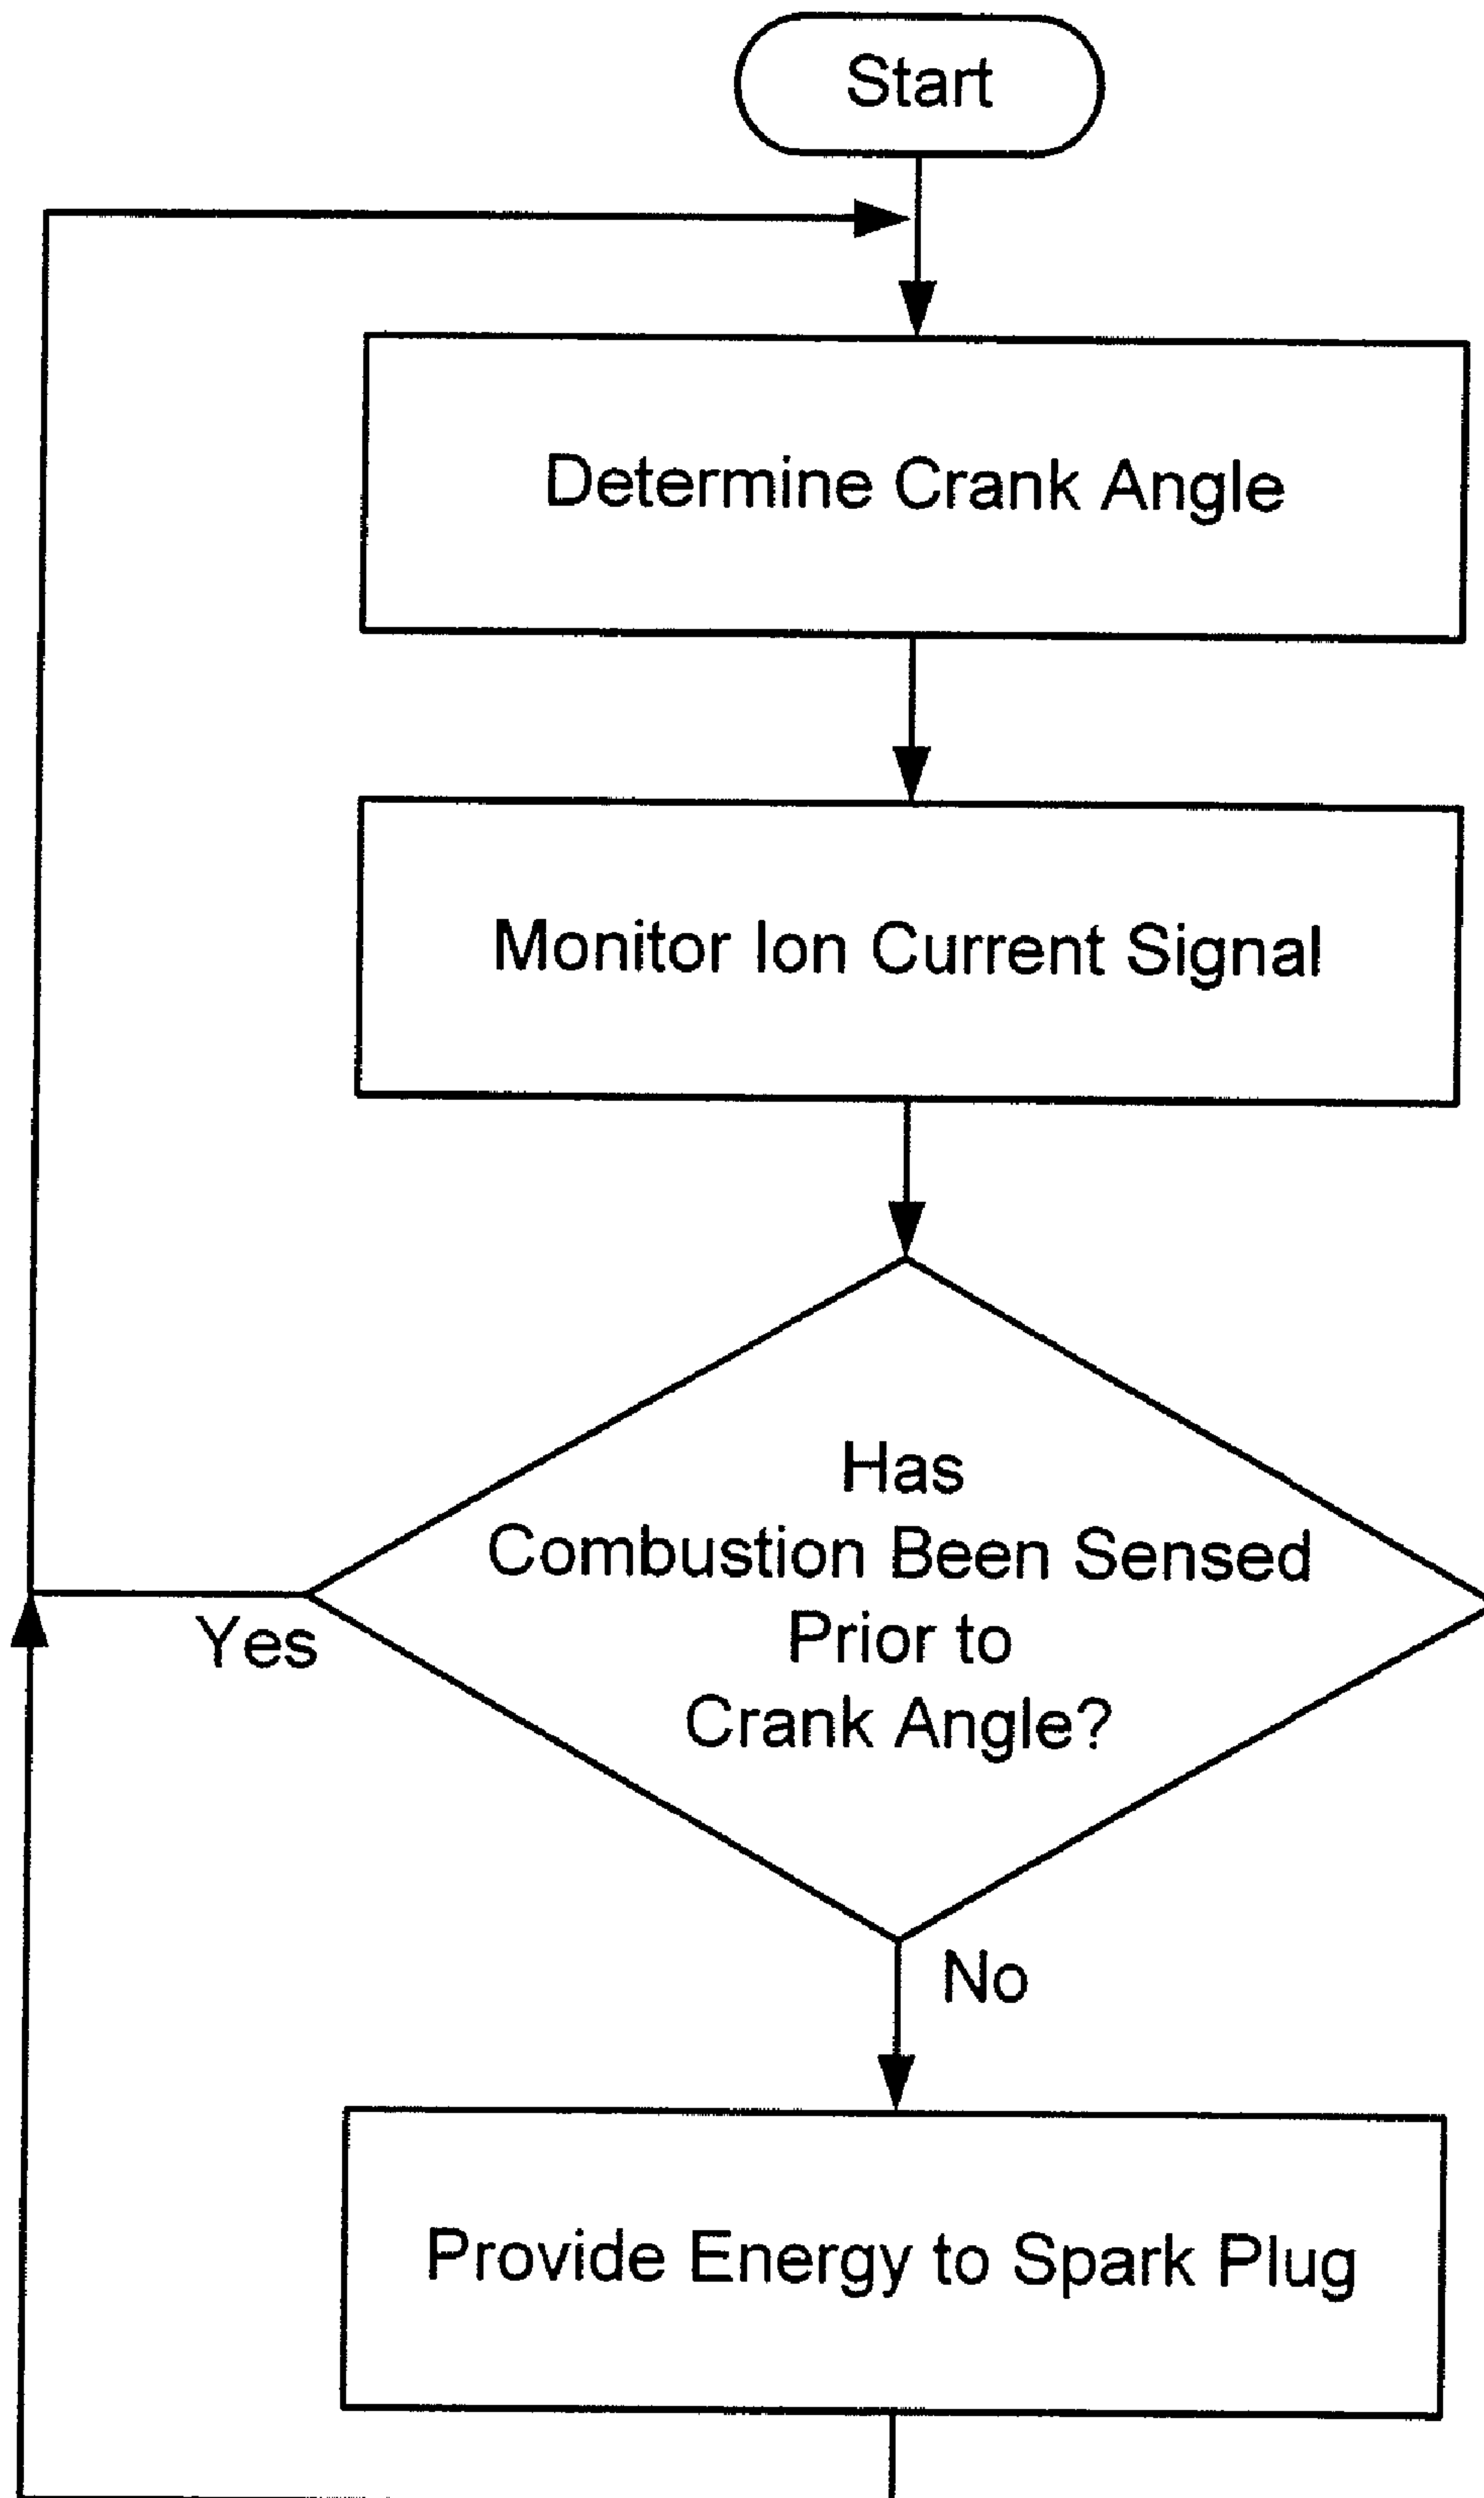 Start
Determine Crank Angle
Monitor Ion Current Signal
Has
Combustion Been Sensed
Prior to
Crank Angle?
Yes
No
Provide Energy to Spark Plug